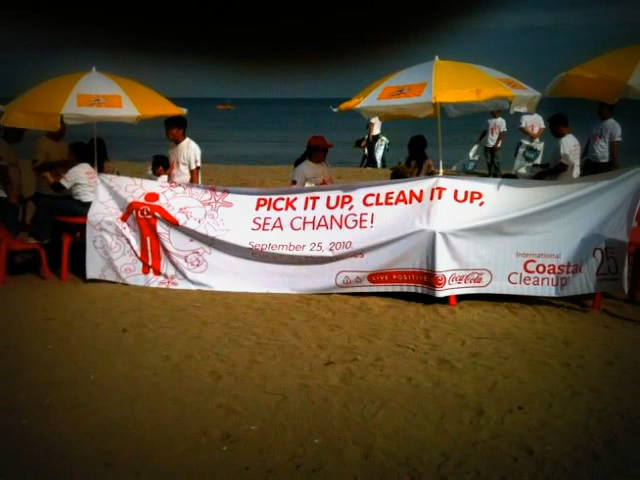 PICK IT UP, CLEAN IT UP,
SEA CHANGE!
September 25, 2010
LIVE POSITIVELY
Coca-Cola
International
Coastal
Cleanup
25